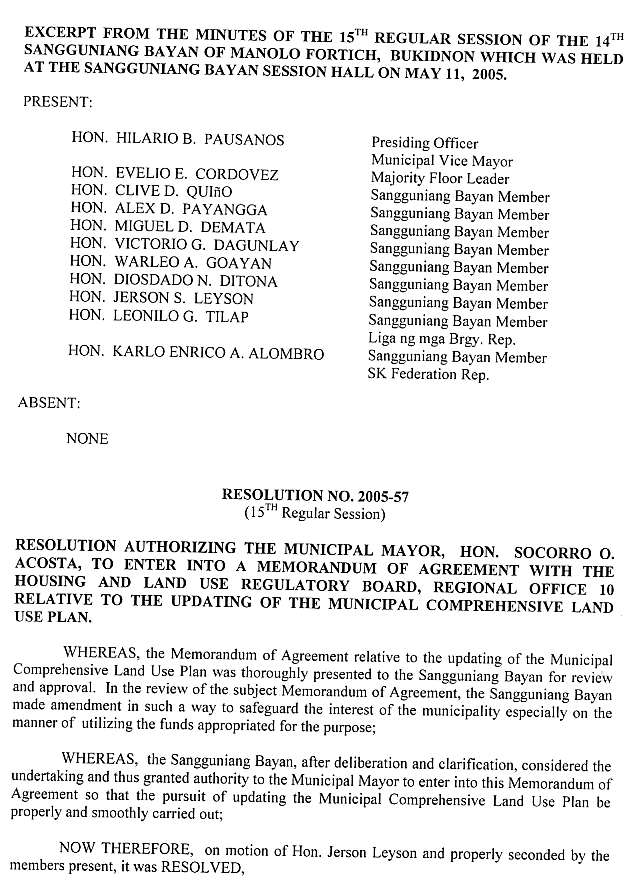 EXCERPT FROM THE MINUTES OF THE 15TH REGULAR SESSION OF THE 14TH
SANGGUNIANG BAYAN OF MANOLO FORTICH, BUKIDNON WHICH WAS HELD
AT THE SANGGUNIANG BAYAN SESSION HALL ON MAY 11, 2005.
PRESENT:
HON. HILARIO B. PAUSANOS Presiding Officer
Municipal Vice Mayor
HON. EVELIO E. CORDOVEZ Majority Floor Leader
HON. CLIVE D. QUIñO Sangguniang Bayan Member
HON. ALEX D. PAYANGGA Sangguniang Bayan Member
HON. MIGUEL D. DEMATA Sangguniang Bayan Member
HON. VICTORIO G. DAGUNLAY Sangguniang Bayan Member
HON. WARLEO A. GOAYAN Sangguniang Bayan Member
HON. DIOSDADO N. DITONA Sangguniang Bayan Member
HON. JERSON S. LEYSON Sangguniang Bayan Member
HON. LEONILO G. TILAP Sangguniang Bayan Member
Liga ng mga Brgy. Rep.
HON. KARLO ENRICO A. ALOMBRO Sangguniang Bayan Member
SK Federation Rep.
ABSENT:
NONE
RESOLUTION NO. 2005-57
(15TH Regular Session)
RESOLUTION AUTHORIZING THE MUNICIPAL MAYOR, HON. SOCORRO O.
ACOSTA, TO ENTER INTO A MEMORANDUM OF AGREEMENT WITH THE
HOUSING AND LAND USE REGULATORY BOARD, REGIONAL OFFICE 10
RELATIVE TO THE UPDATING OF THE MUNICIPAL COMPREHENSIVE LAND
USE PLAN.
WHEREAS, the Memorandum of Agreement relative to the updating of the Municipal
Comprehensive Land Use Plan was thoroughly presented to the Sangguniang Bayan for review
and approval. In the review of the subject Memorandum of Agreement, the Sangguniang Bayan
made amendment in such a way to safeguard the interest of the municipality especially on the
manner of utilizing the funds appropriated for the purpose;
WHEREAS, the Sangguniang Bayan, after deliberation and clarification, considered the
undertaking and thus granted authority to the Municipal Mayor to enter into this Memorandum of
Agreement so that the pursuit of updating the Municipal Comprehensive Land Use Plan be
properly and smoothly carried out;
NOW THEREFORE, on motion of Hon. Jerson Leyson and properly seconded by the
members present, it was RESOLVED,